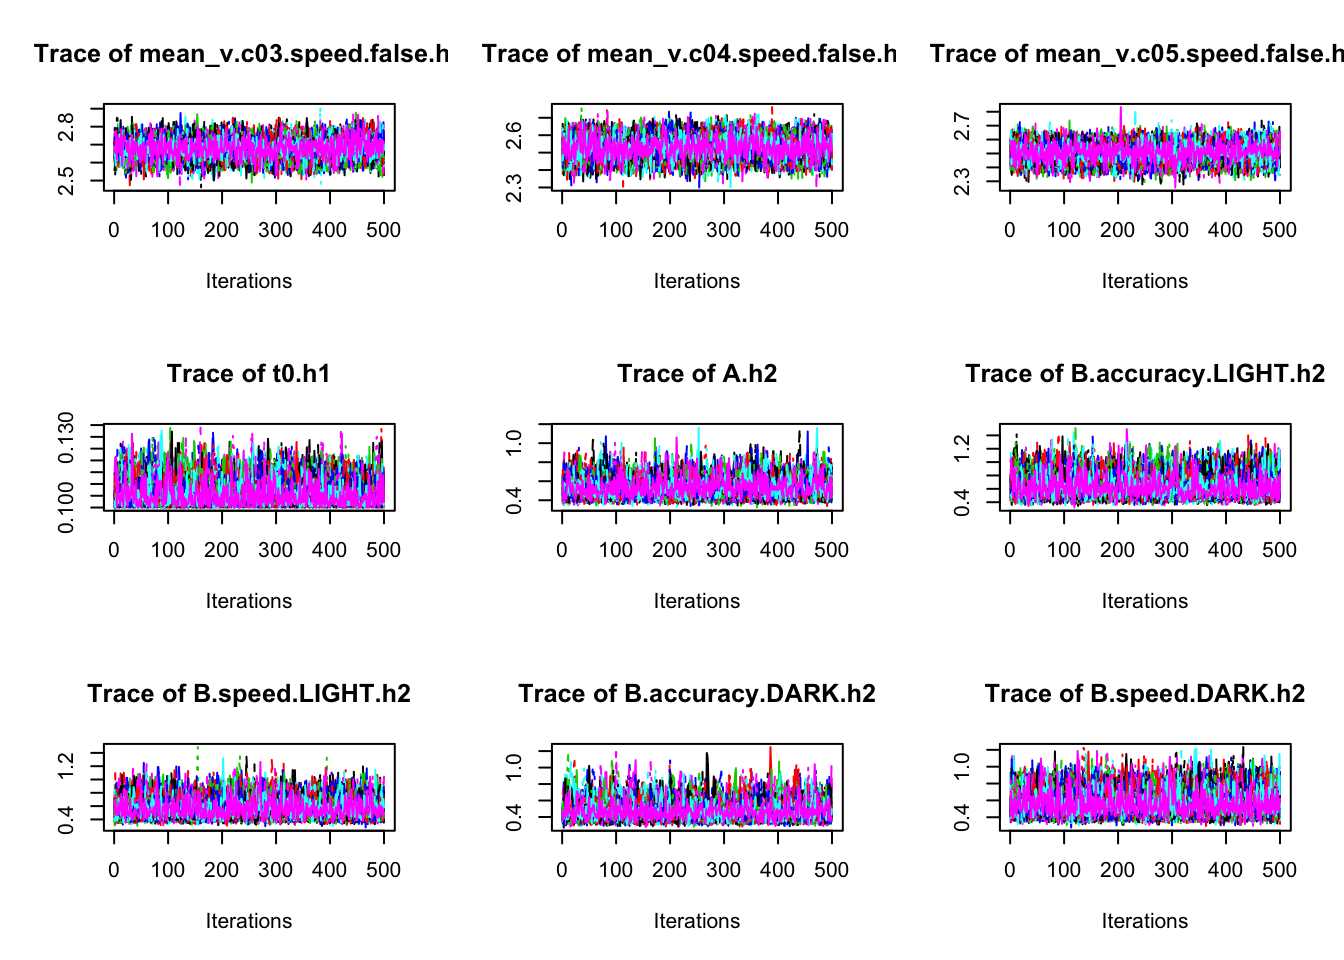 Trace of mean_v.c03.speed.false.h
Trace of mean_v.c04.speed.false.h
Trace of mean_v.c05.speed.false.h
2.5 2.8
0 100 200 300 400 500
Iterations
2.3 2.6
0 100 200 300 400 500
Iterations
2.3 2.7
0 100 200 300 400 500
Iterations
Trace of t0.h1
Trace of A.h2
Trace of B.accuracy.LIGHT.h2
0.100 0.130
0 100 200 300 400 500
Iterations
0.4 1.0
0 100 200 300 400 500
Iterations
0.4 1.2
0 100 200 300 400 500
Iterations
Trace of B.speed.LIGHT.h2
Trace of B.accuracy.DARK.h2
Trace of B.speed.DARK.h2
0.4 1.2
0 100 200 300 400 500
Iterations
0.4 1.0
0 100 200 300 400 500
Iterations
0.4 1.0
0 100 200 300 400 500
Iterations